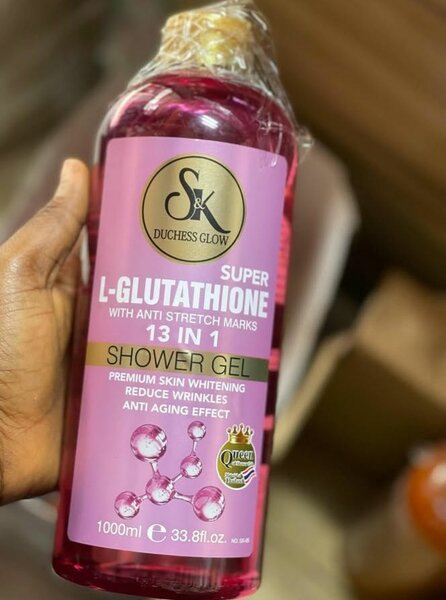 S&K
DUCHESS GLOW
SUPER
L-GLUTATHIONE
WITH ANTI STRETCH MARKS
13 IN 1
SHOWER GEL
PREMIUM SKIN WHITENING
REDUCE WRINKLES
ANTI AGING EFFECT
Queen
1000ml e 33.8fl.oz.